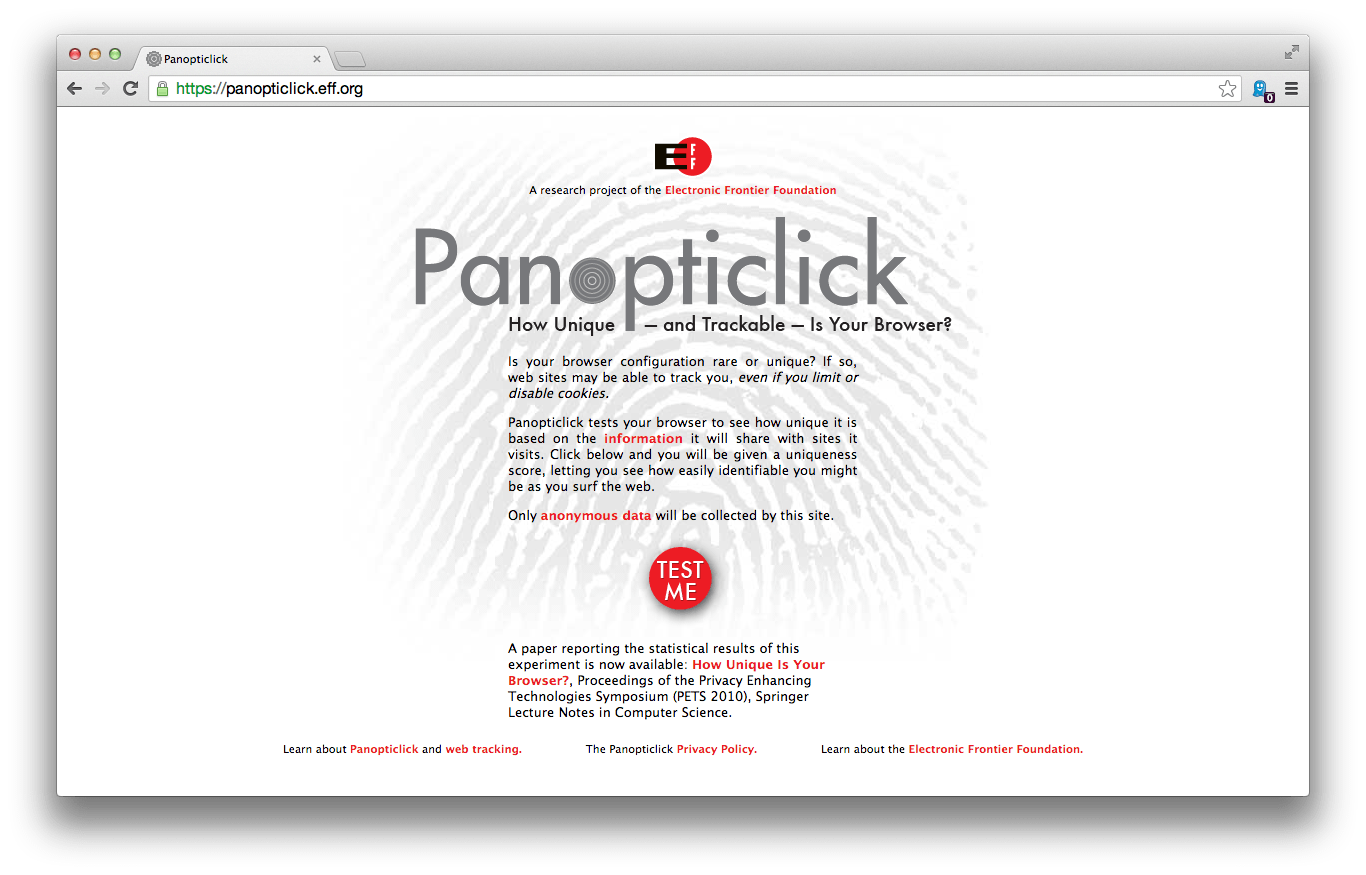 Panopticlick
https://panopticlick.eff.org
0
EFF
A research project of the Electronic Frontier Foundation
Panopticlick
How Unique — and Trackable — Is Your Browser?
Is your browser configuration rare or unique? If so,
web sites may be able to track you, even if you limit or
disable cookies.
Panopticlick tests your browser to see how unique it is
based on the information it will share with sites it
visits. Click below and you will be given a uniqueness
score, letting you see how easily identifiable you might
be as you surf the web.
Only anonymous data will be collected by this site.
TEST
ME
A paper reporting the statistical results of this
experiment is now available: How Unique Is Your
Browser?, Proceedings of the Privacy Enhancing
Technologies Symposium (PETS 2010), Springer
Lecture Notes in Computer Science.
Learn about Panopticlick and web tracking.
The Panopticlick Privacy Policy.
Learn about the Electronic Frontier Foundation.